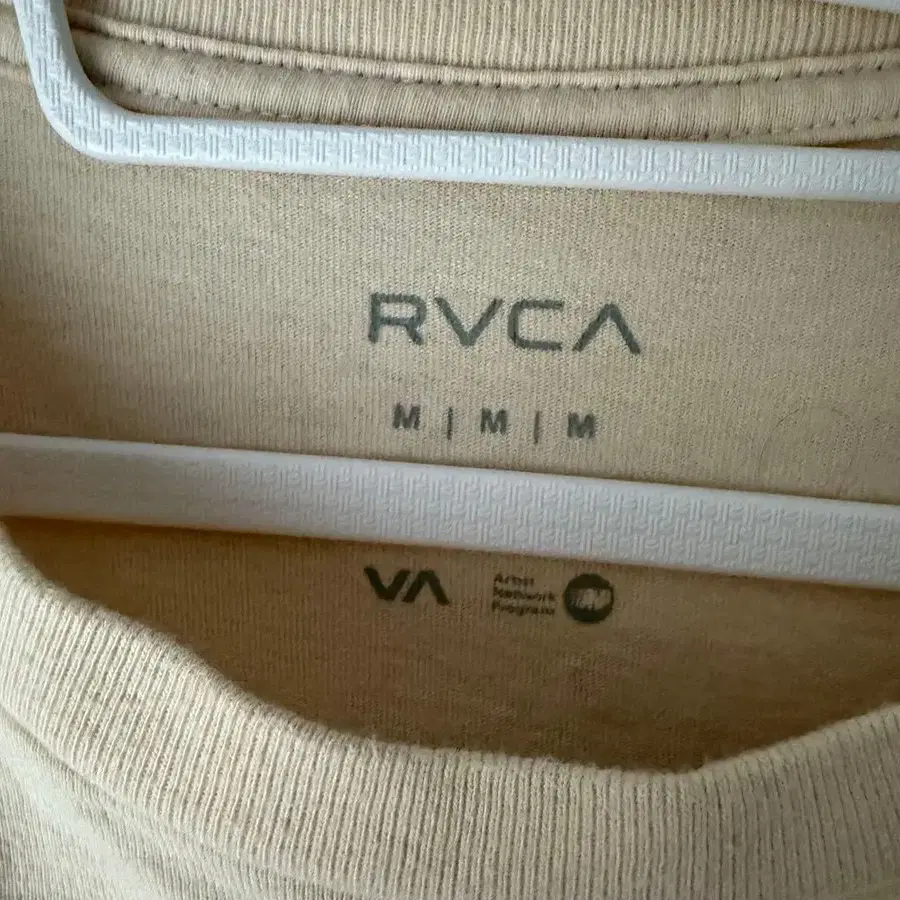 RVCA
M | M | M
VA
Artist
Network
Program